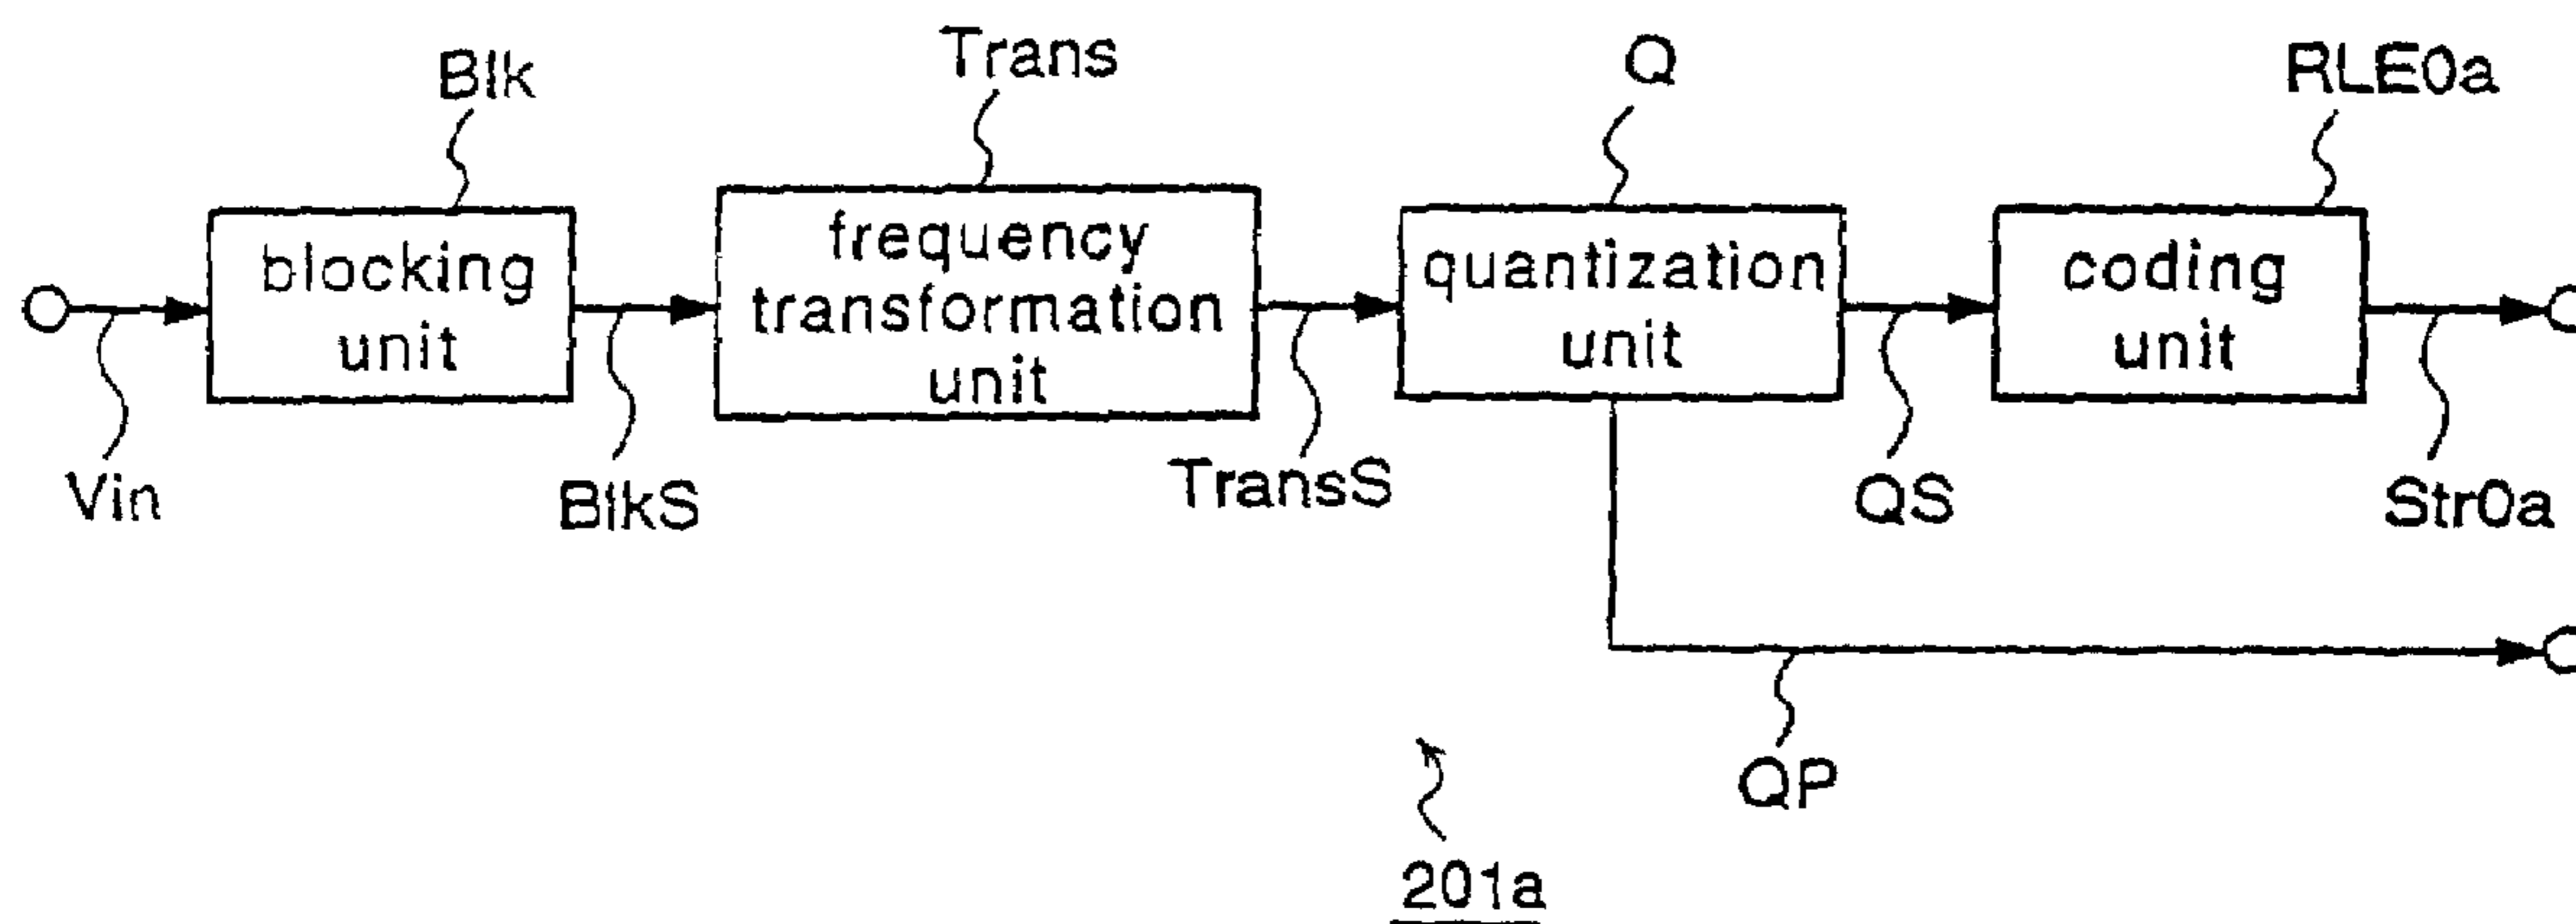 Blk
Trans
Q
RLE0a
blocking
unit
frequency
transformation
unit
quantization
unit
coding
unit
Vin
BlkS
TransS
QS
Str0a
QP
201a